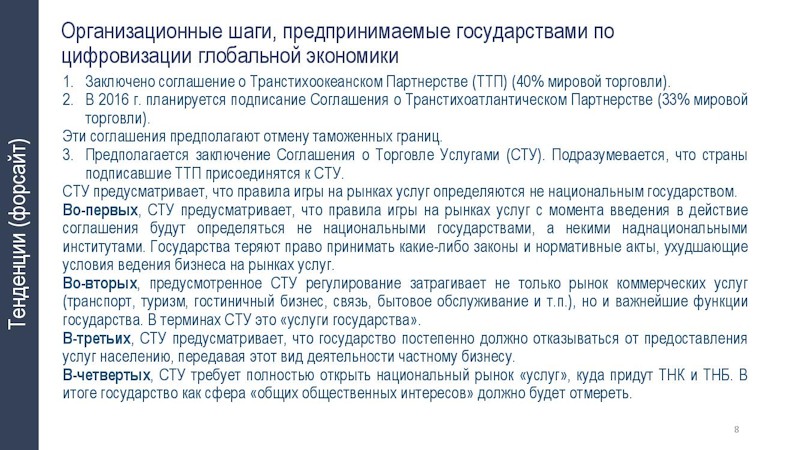 Организационные шаги, предпринимаемые государствами по
цифровизации глобальной экономики
1. Заключено соглашение о Транстихоокеанском Партнерстве (ТТП) (40% мировой торговли).
2. В 2016 г. планируется подписание Соглашения о Транстихоатлантическом Партнерстве (33% мировой
торговли).
Эти соглашения предполагают отмену таможенных границ.
3. Предполагается заключение Соглашения о Торговле Услугами (СТУ). Подразумевается, что страны
подписавшие ТТП присоединятся к СТУ.
СТУ предусматривает, что правила игры на рынках услуг определяются не национальным государством.
Во-первых, СТУ предусматривает, что правила игры на рынках услуг с момента введения в действие
соглашения будут определяться не национальными государствами, а некими наднациональными
институтами. Государства теряют право принимать какие-либо законы и нормативные акты, ухудшающие
условия ведения бизнеса на рынках услуг.
Во-вторых, предусмотренное СТУ регулирование затрагивает не только рынок коммерческих услуг
(транспорт, туризм, гостиничный бизнес, связь, бытовое обслуживание и т.п.), но и важнейшие функции
государства. В терминах СТУ это «услуги государства».
В-третьих, СТУ предусматривает, что государство постепенно должно отказываться от предоставления
услуг населению, передавая этот вид деятельности частному бизнесу.
В-четвертых, СТУ требует полностью открыть национальный рынок «услуг», куда придут ТНК и ТНБ. В
итоге государство как сфера «общих общественных интересов» должно будет отмереть.
Тенденции (форсайт)
8